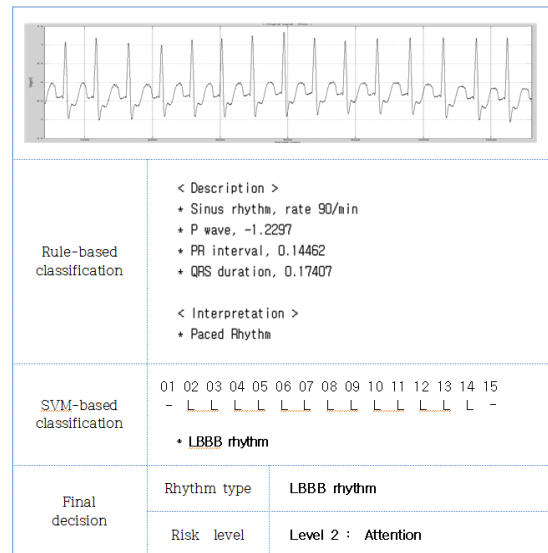 < Description >
* Sinus rhythm, rate 90/min
* P wave, -1.2297
* PR interval, 0.14462
* QRS duration, 0.17407
Rule-based
classification
< Interpretation >
* Paced Rhythm
01 02 03 04 05 06 07 08 09 10 11 12 13 14 15
- L L L L L L L L L L L L L -
SVM-based
classification
* LBBB rhythm
Final
decision
Rhythm type
LBBB rhythm
Risk level
Level 2 : Attention